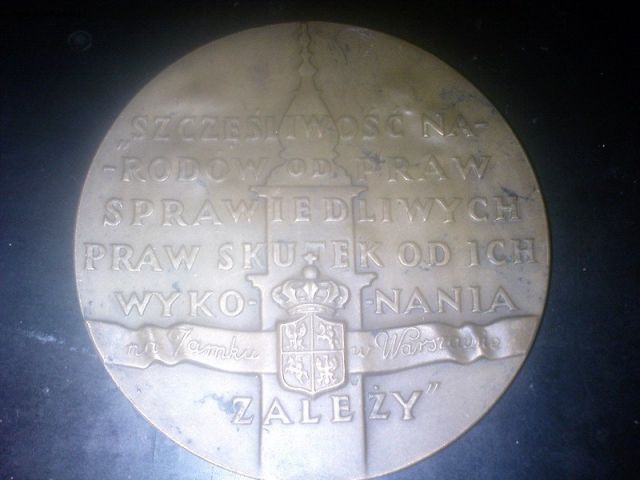 „SZCZĘŚLIWOŚĆ NA-
-RODÓW OD PRAW
SPRAWIEDLIWYCH
PRAW SKUTEK OD ICH
WYKO- -NANIA
na Zamku w Warszawie
ZALEŻY”